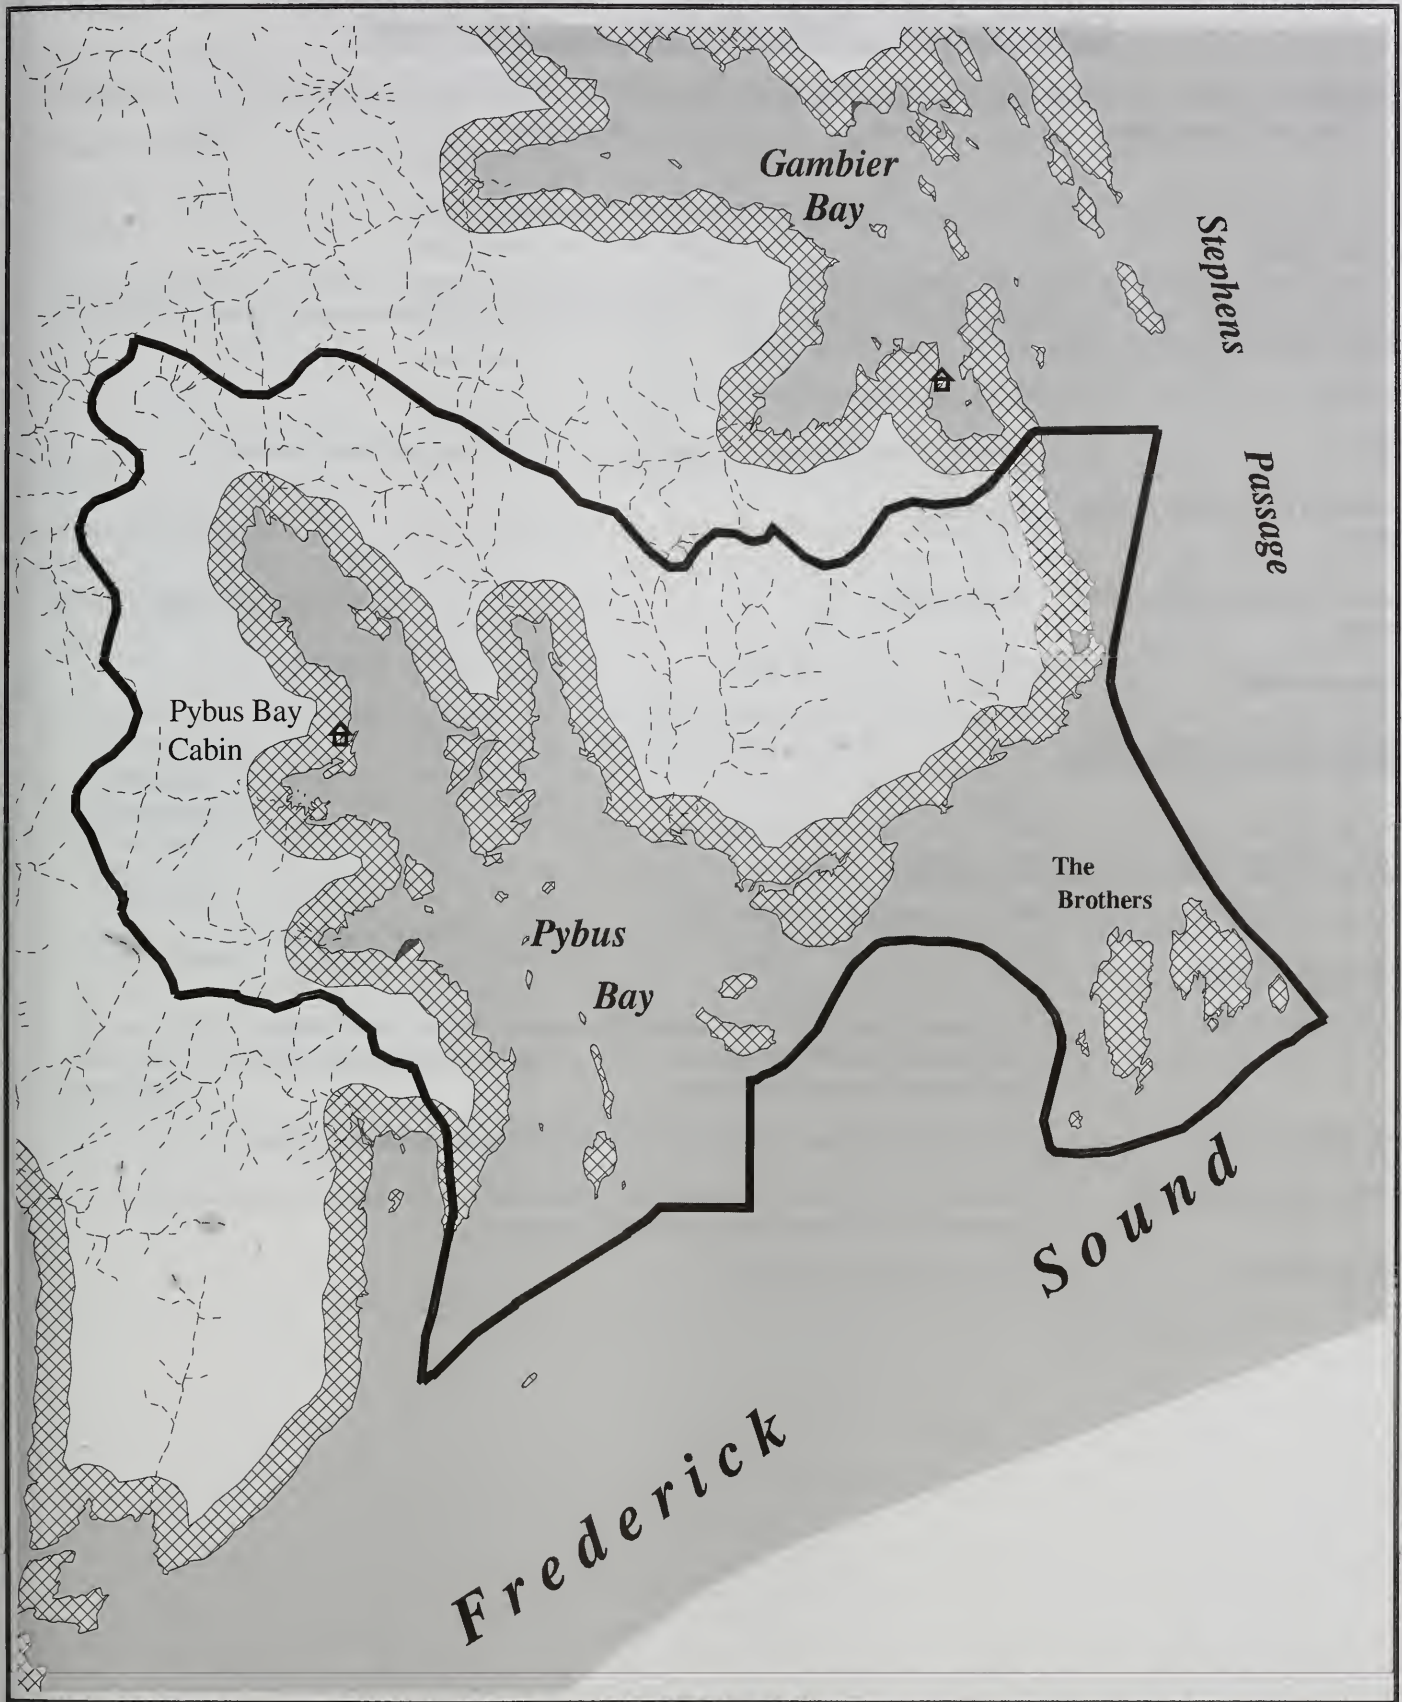 Gambier
Bay
Stephens
Passage
Pybus Bay
Cabin
The
Brothers
Pybus
Bay
Sound
Frederick